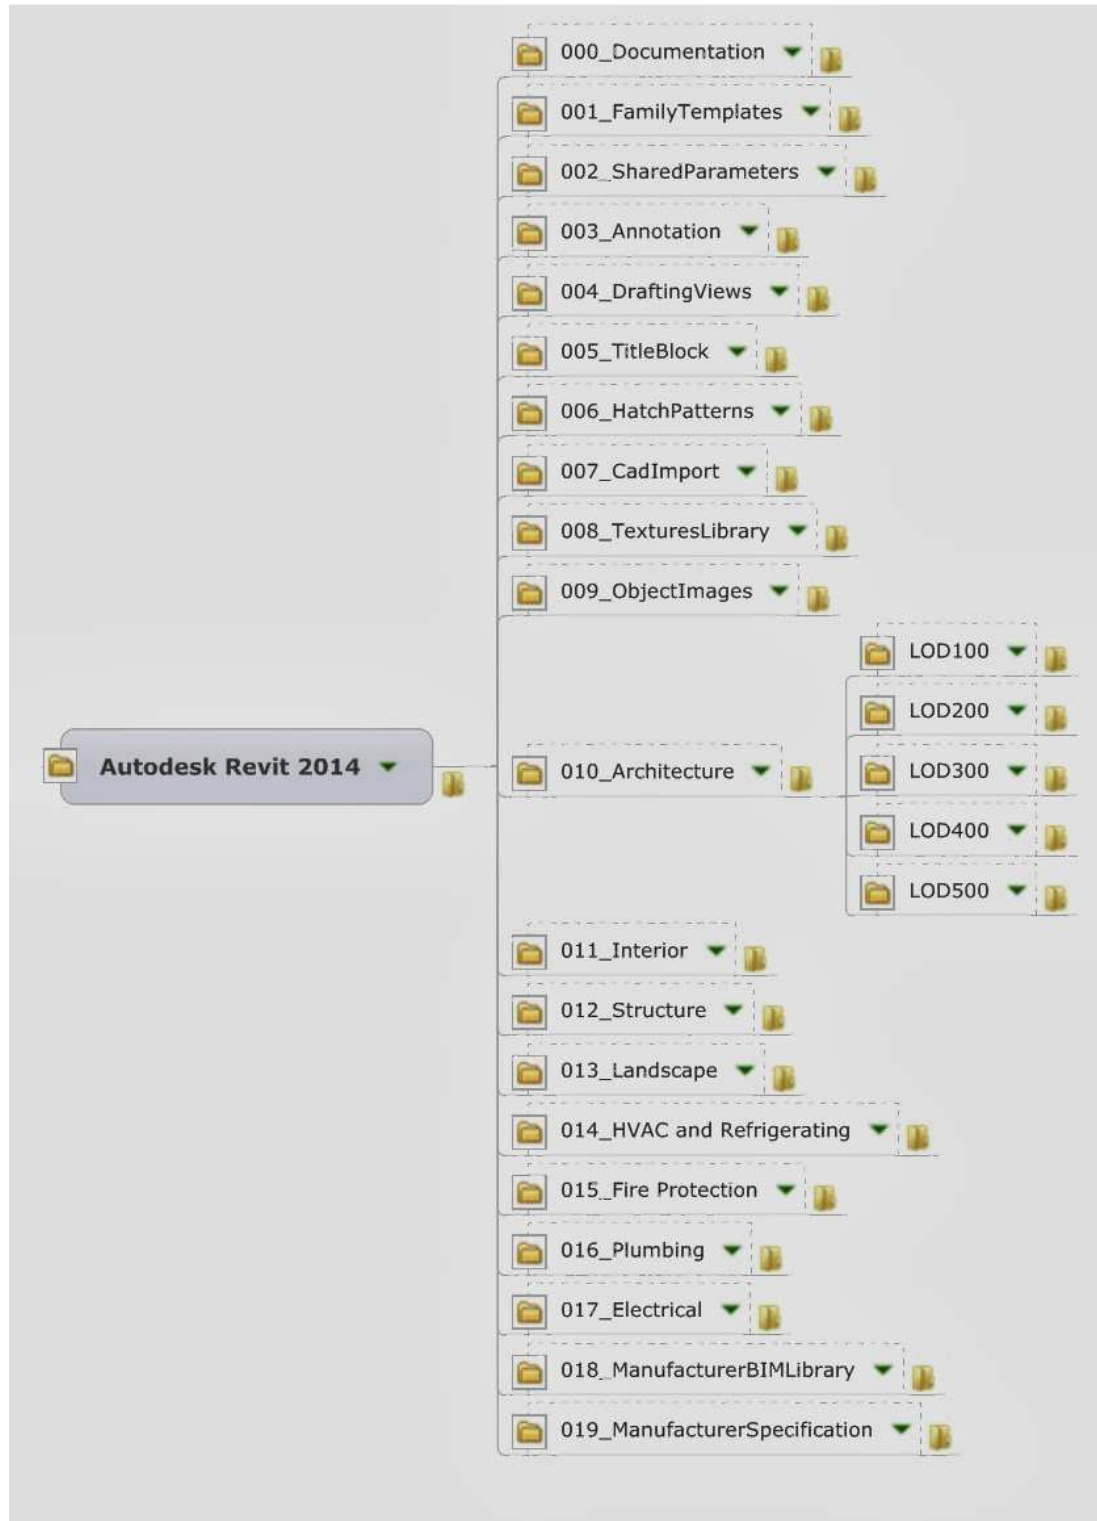 000_Documentation
001_FamilyTemplates
002_SharedParameters
003_Annotation
004_DraftingViews
005_TitleBlock
006_HatchPatterns
007_CadImport
008_TexturesLibrary
009_ObjectImages
Autodesk Revit 2014
010_Architecture
LOD100
LOD200
LOD300
LOD400
LOD500
011_Interior
012_Structure
013_Landscape
014_HVAC and Refrigerating
015_Fire Protection
016_Plumbing
017_Electrical
018_ManufacturerBIMLibrary
019_ManufacturerSpecification